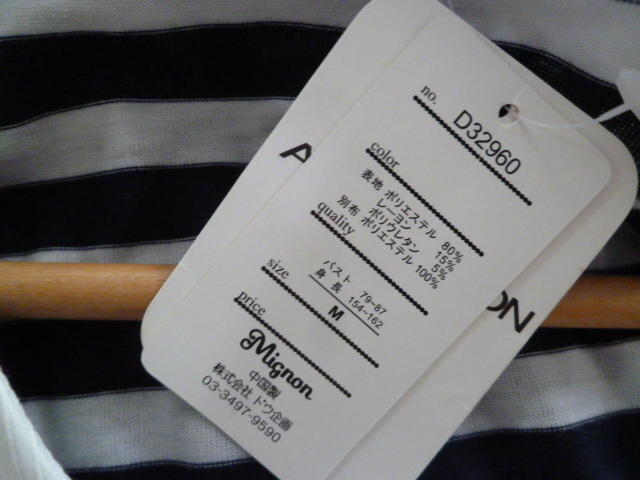 no.
D32960
color
表地 ポリエステル 80%
レーヨン 15%
ポリウレタン 5%
別布 ポリエステル 100%
quality
size
バスト 79-87
身長 154-162
M
price
Mignon
中国製
株式会社 ドウ企画
03-3497-9590
A
ON